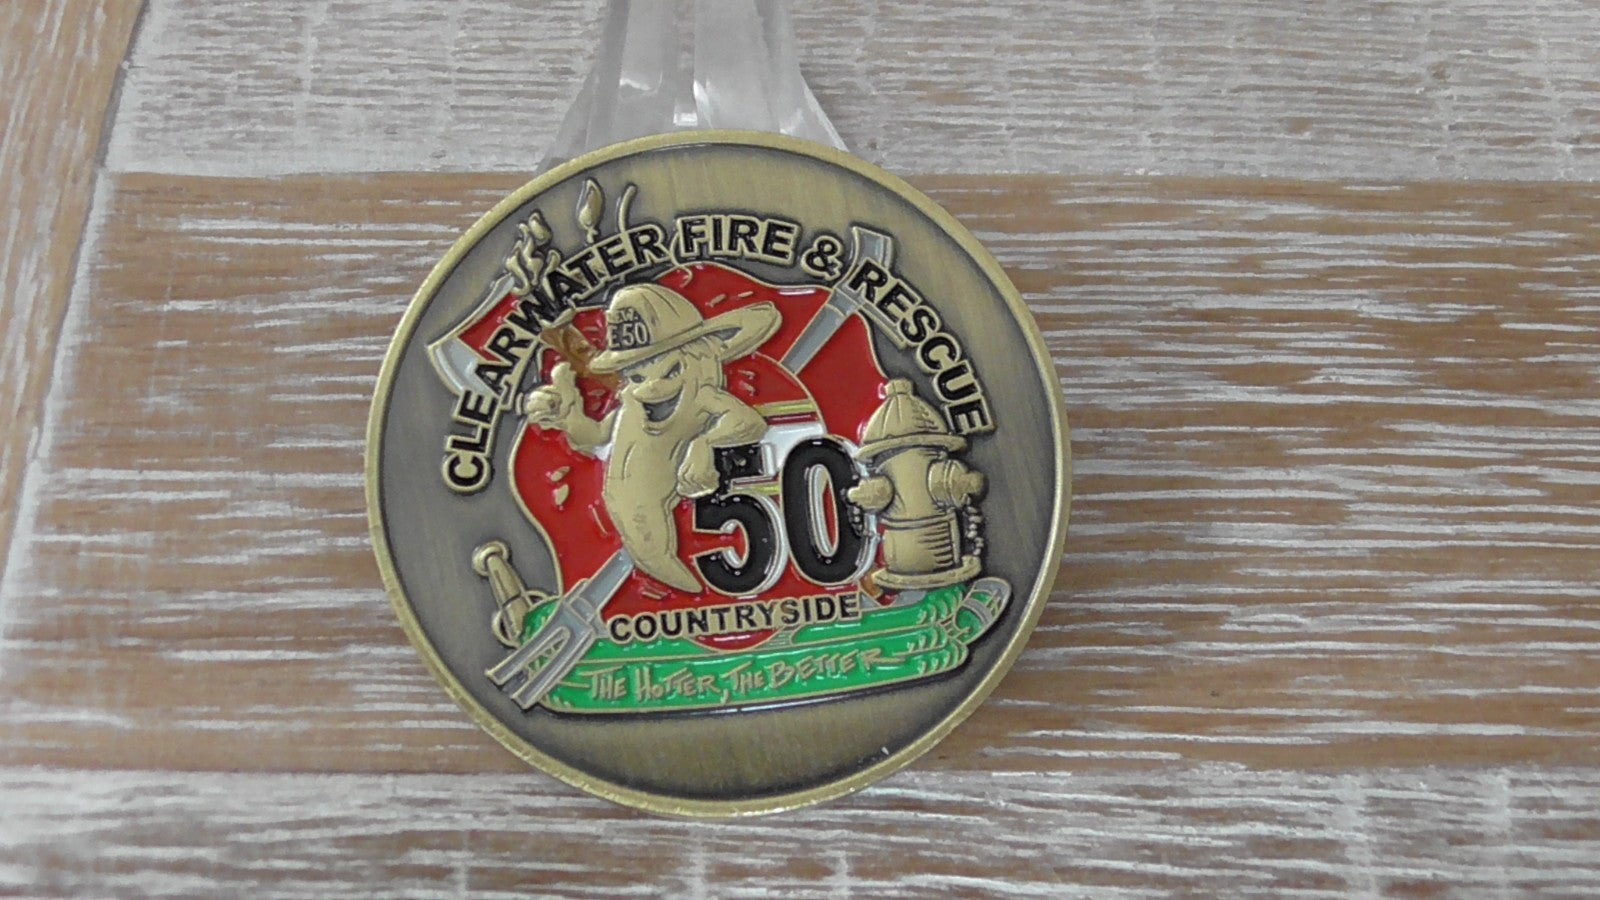 CLEARWATER FIRE & RESCUE
E50
50
COUNTRYSIDE
THE HOTTER, THE BETTER